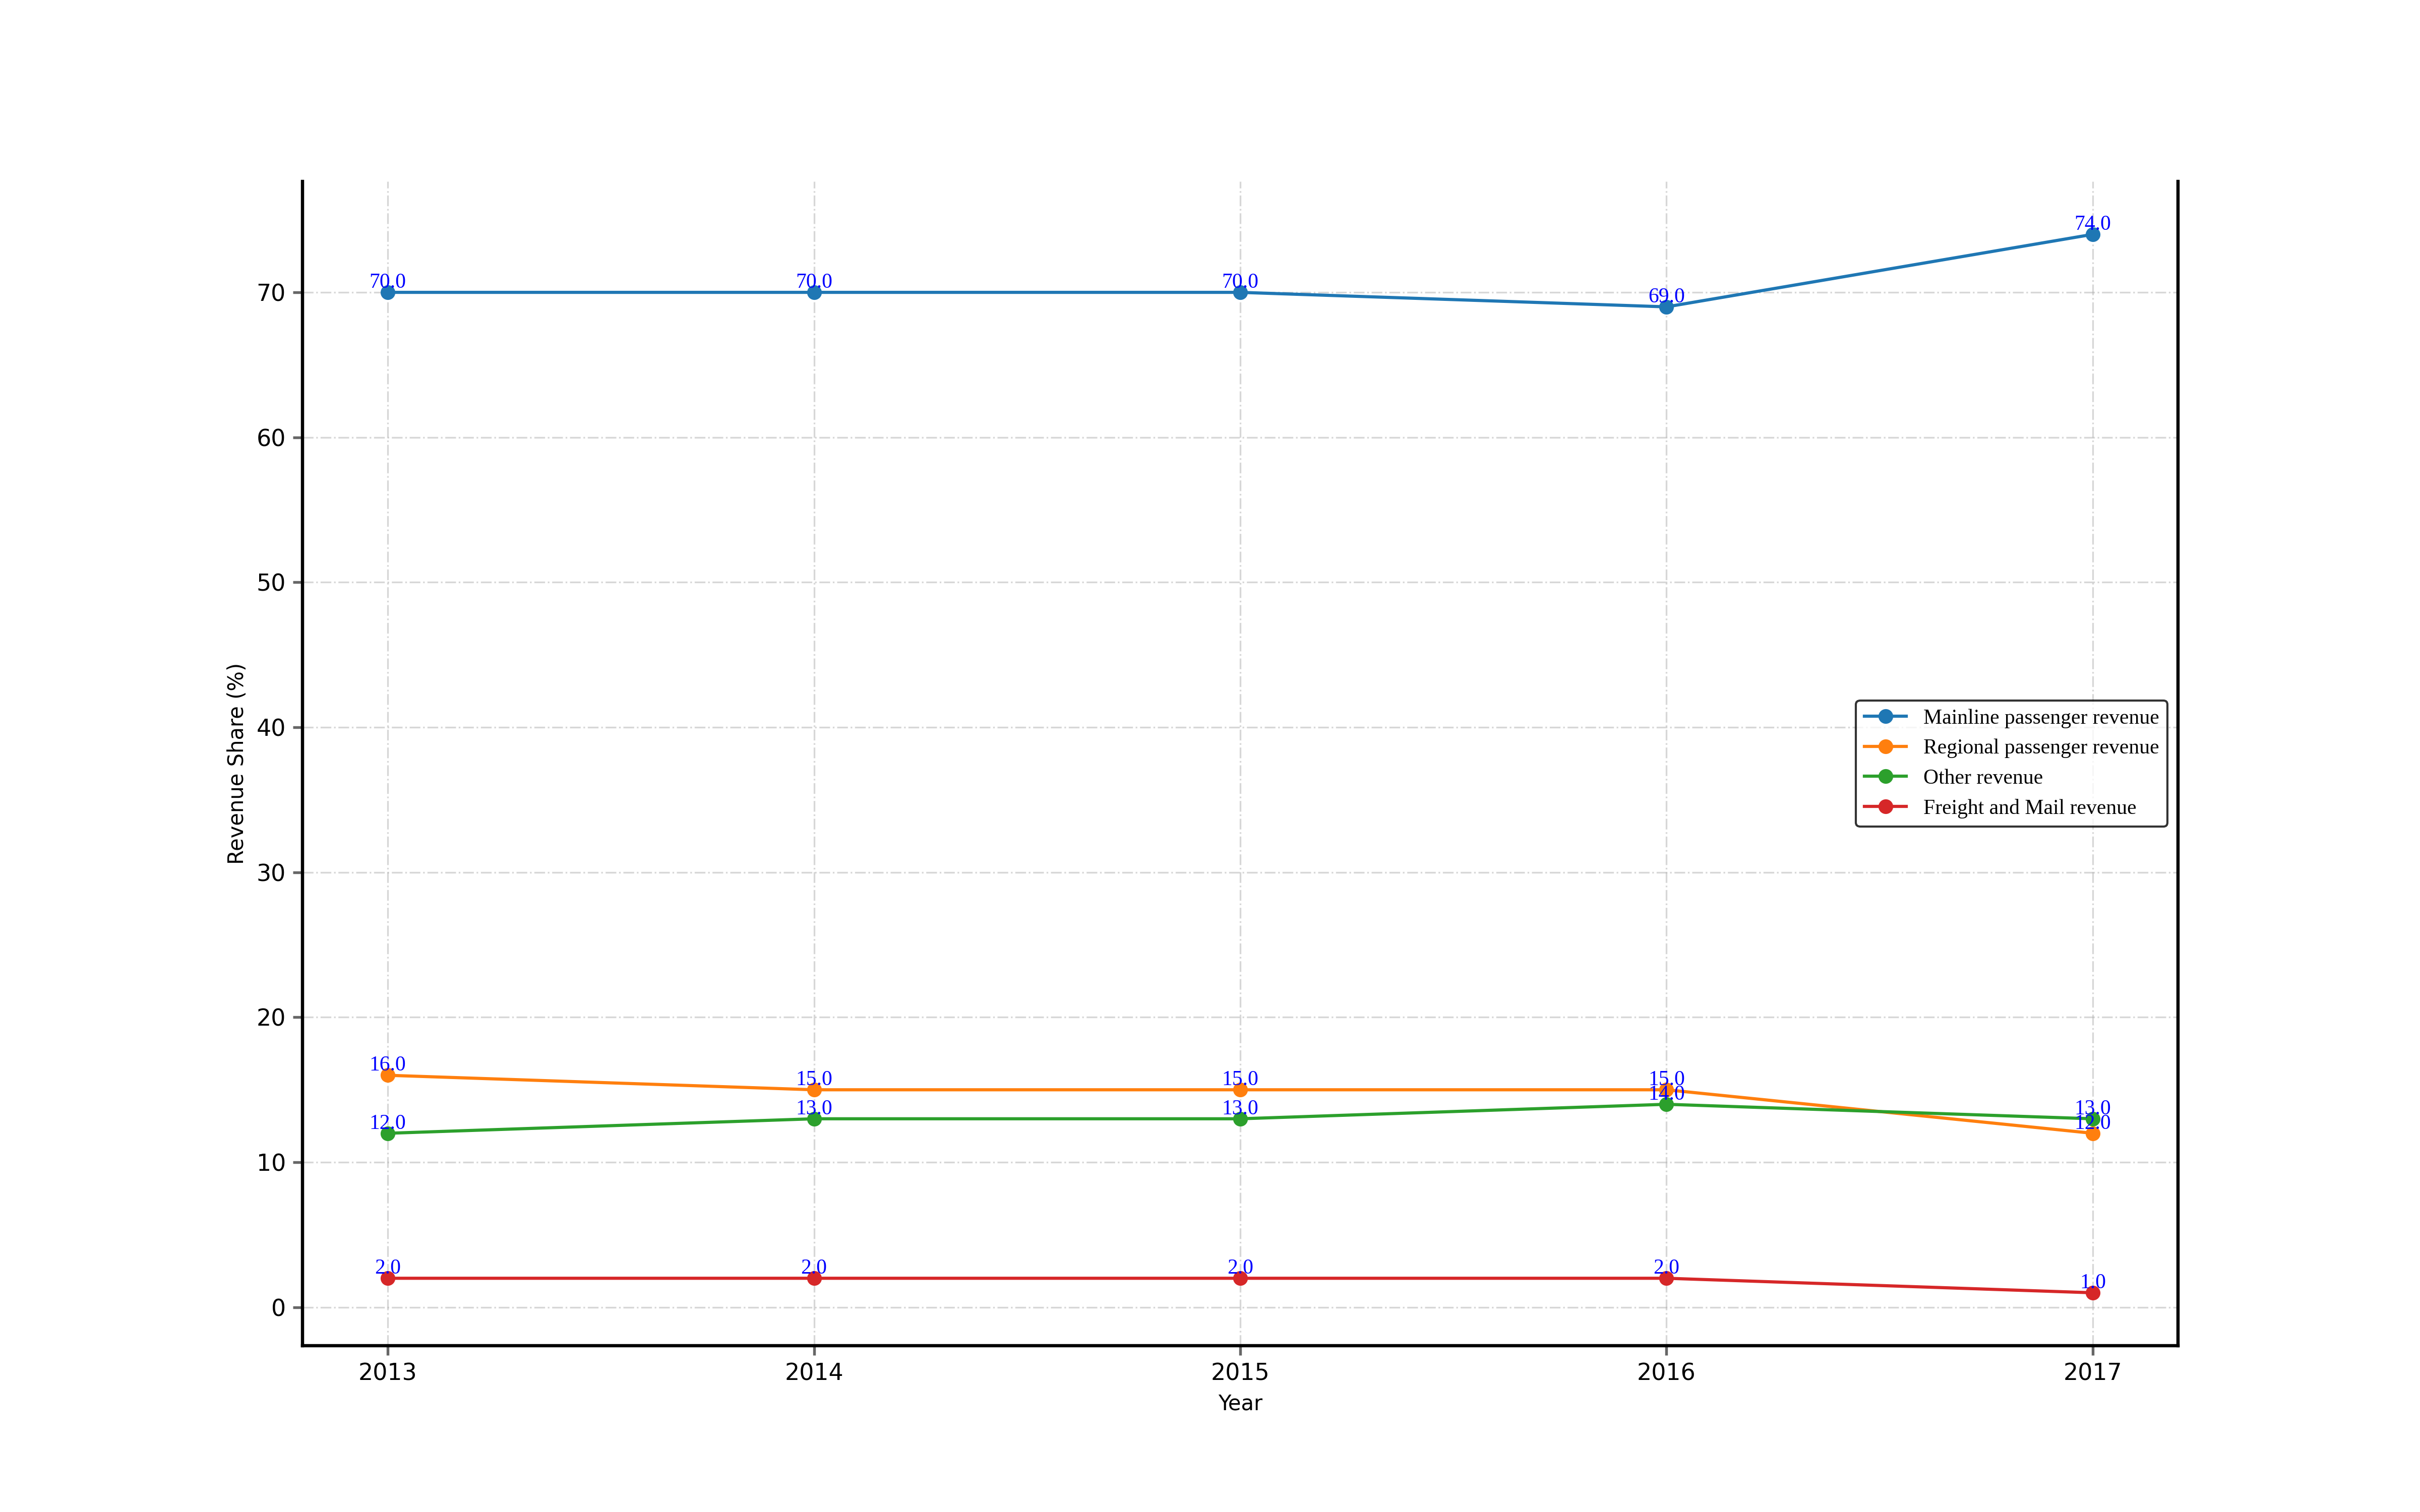 74.0
70.0 70.0 70.0 69.0
70
60
50
40
30
20
10
0
Revenue Share (%)
Mainline passenger revenue
Regional passenger revenue
Other revenue
Freight and Mail revenue
16.0 15.0 15.0 15.0
12.0 13.0 13.0 14.0 13.0
12.0
2.0 2.0 2.0 2.0 1.0
2013 2014 2015 2016 2017
Year